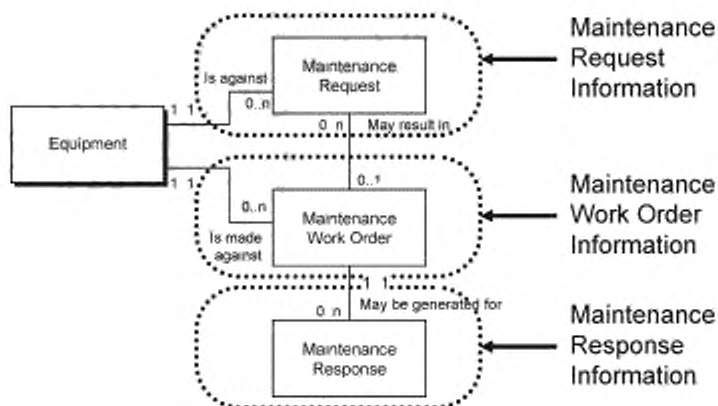 Maintenance
Request
Information
Is against
Maintenance
Request
1 1
0..n
Equipment
0 n
May result in
1 1
0..1
Maintenance
Work Order
Information
0..n
Maintenance
Work Order
Is made
against
1 1
May be generated for
0 n
Maintenance
Response
Information
Maintenance
Response